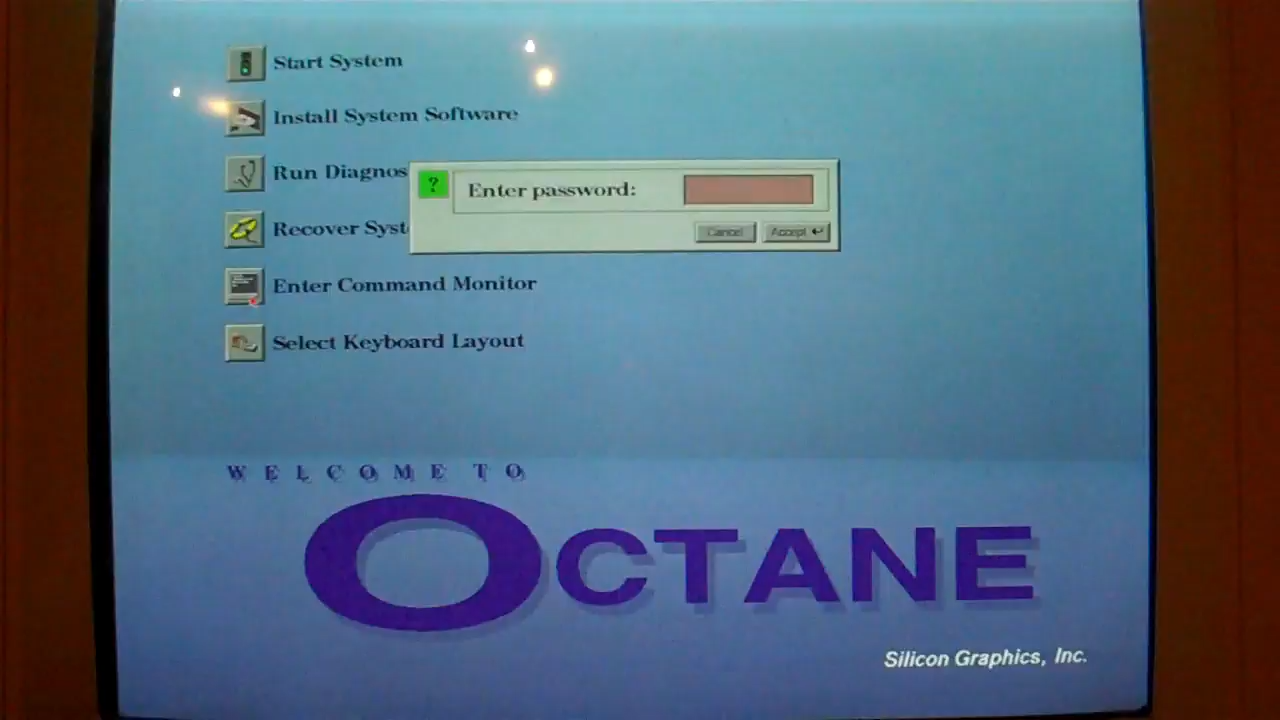 Start System
Install System Software
Run Diagnos
? Enter password:
Cancel Accept
Recover Syst
Enter Command Monitor
Select Keyboard Layout
WELCOME TO
OCTANE
Silicon Graphics, Inc.